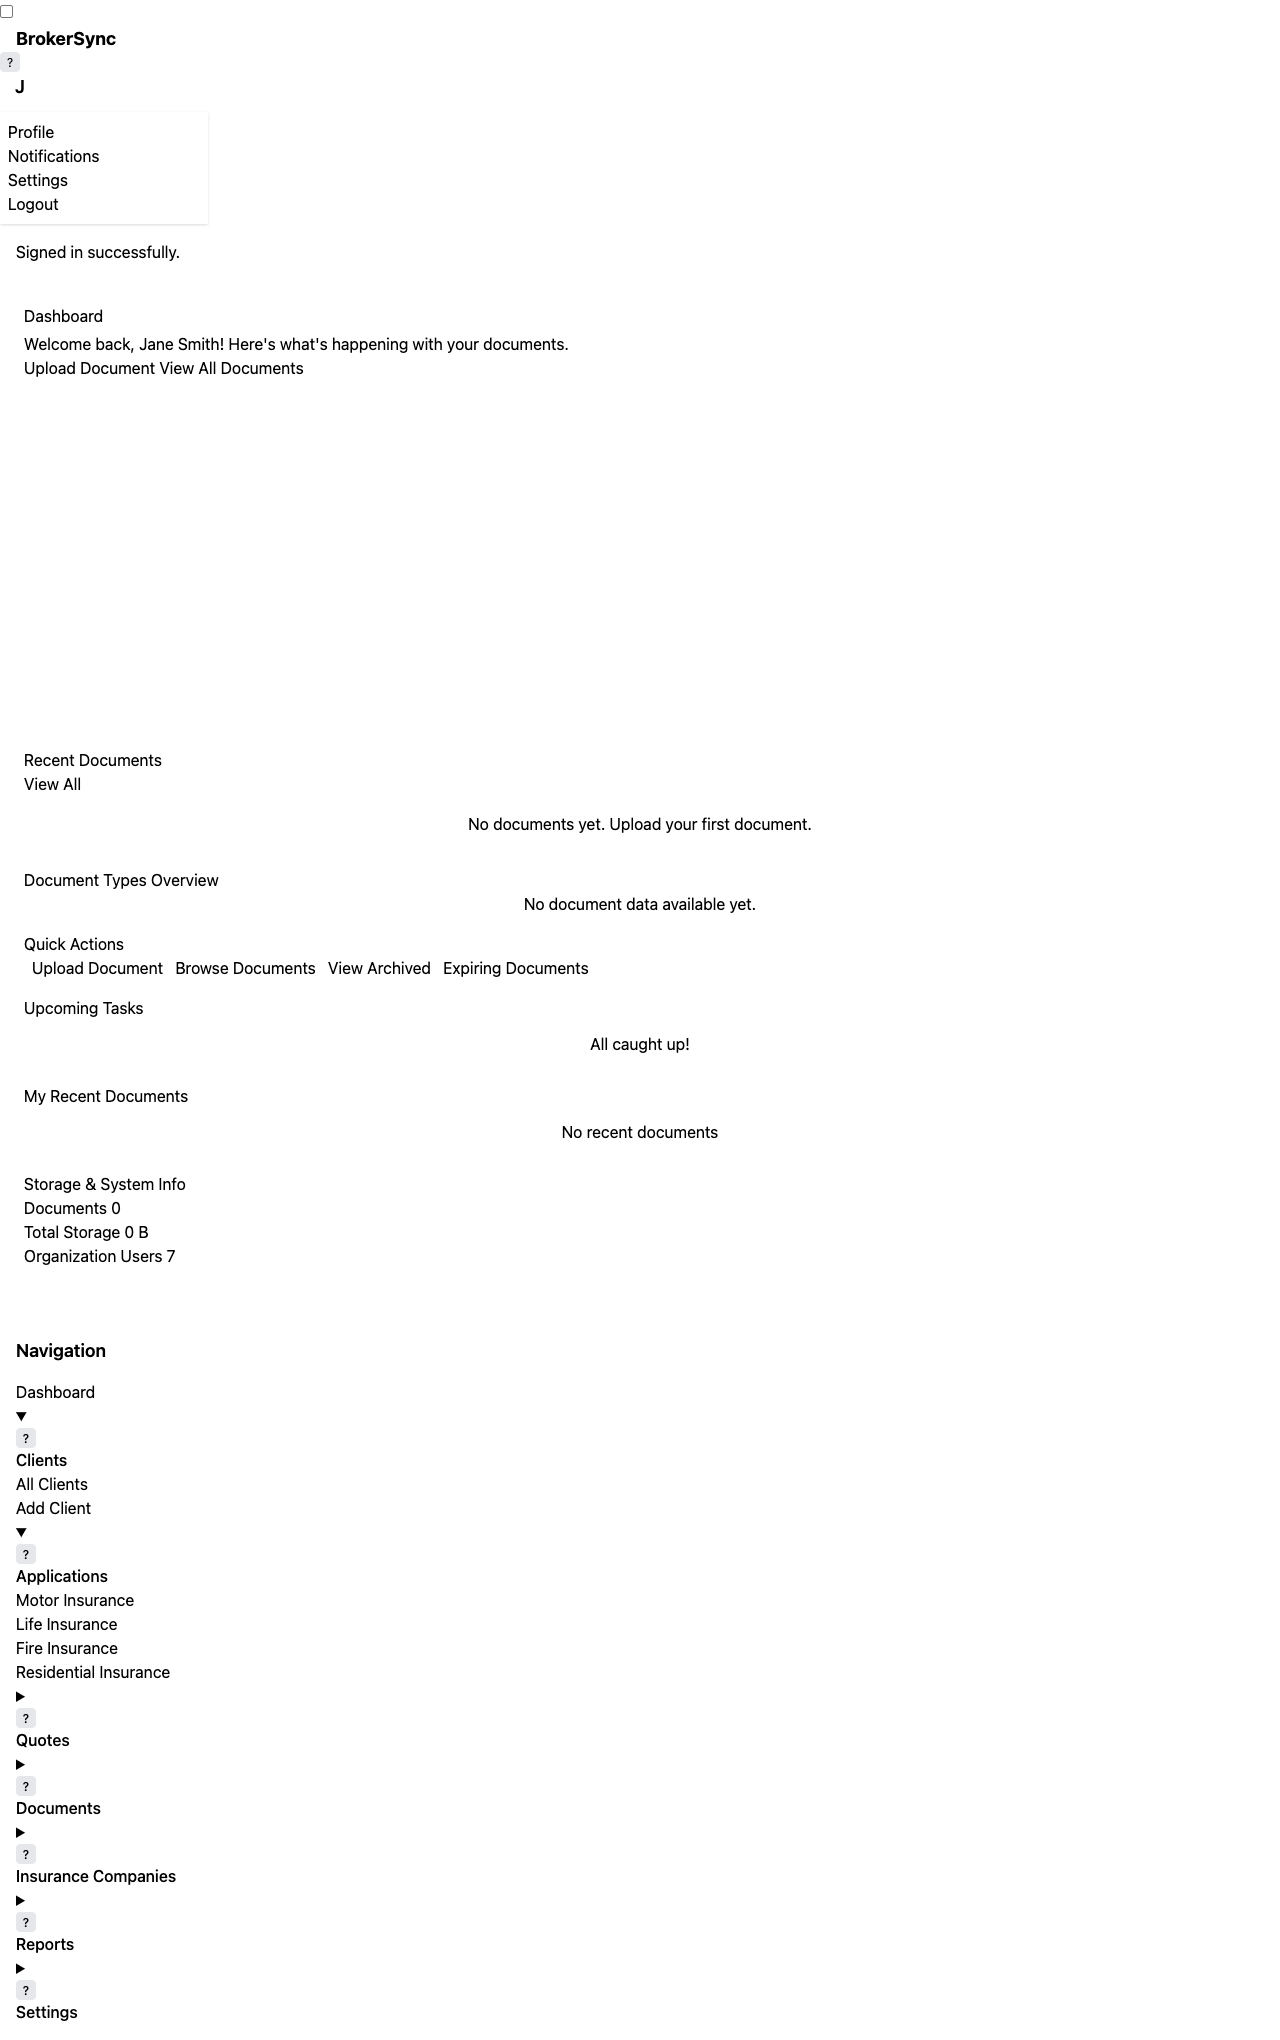 BrokerSync
?
J
Profile
Notifications
Settings
Logout
Signed in successfully.
Dashboard
Welcome back, Jane Smith! Here's what's happening with your documents.
Upload Document View All Documents
Recent Documents
View All
No documents yet. Upload your first document.
Document Types Overview
No document data available yet.
Quick Actions
Upload Document Browse Documents View Archived Expiring Documents
Upcoming Tasks
All caught up!
My Recent Documents
No recent documents
Storage & System Info
Documents 0
Total Storage 0 B
Organization Users 7
Navigation
Dashboard
?
Clients
All Clients
Add Client
?
Applications
Motor Insurance
Life Insurance
Fire Insurance
Residential Insurance
?
Quotes
?
Documents
?
Insurance Companies
?
Reports
?
Settings